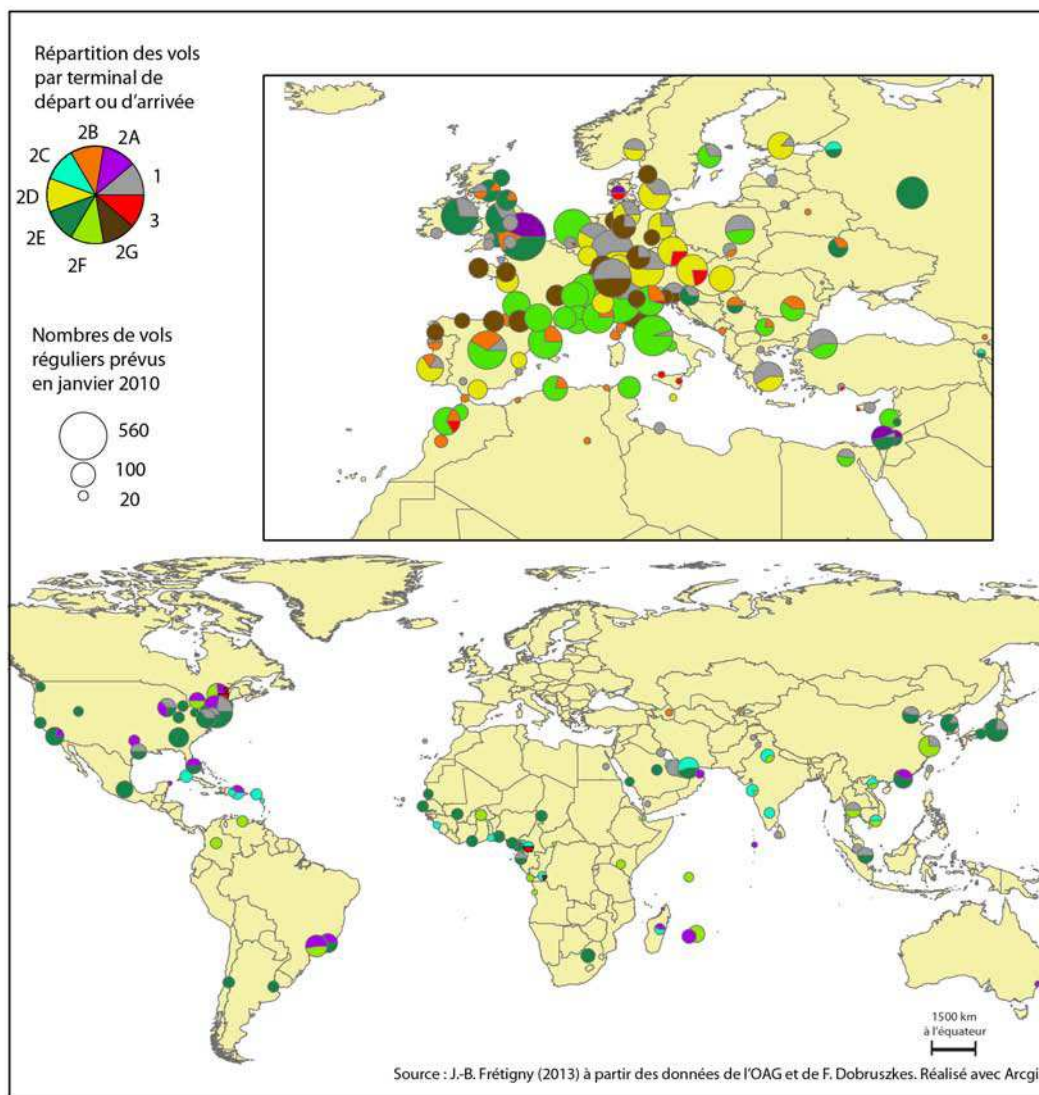 Répartition des vols
par terminal de
départ ou d'arrivée
2B
2A
2C
1
2D
3
2E
2G
2F
Nombres de vols
réguliers prévus
en janvier 2010
560
100
20
1500 km
à l'équateur
Source : J.-B. Frétigny (2013) à partir des données de l'OAG et de F. Dobruszkes. Réalisé avec Arcgi